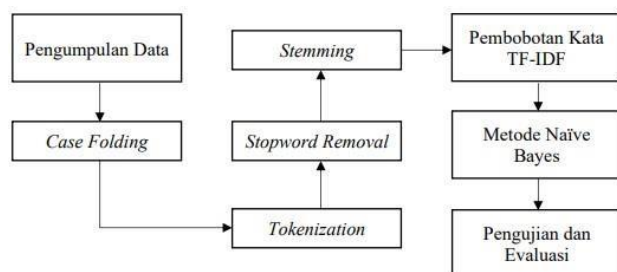 Pengumpulan Data
Case Folding
Tokenization
Stopword Removal
Stemming
Pembobotan Kata
TF-IDF
Metode Naïve
Bayes
Pengujian dan
Evaluasi